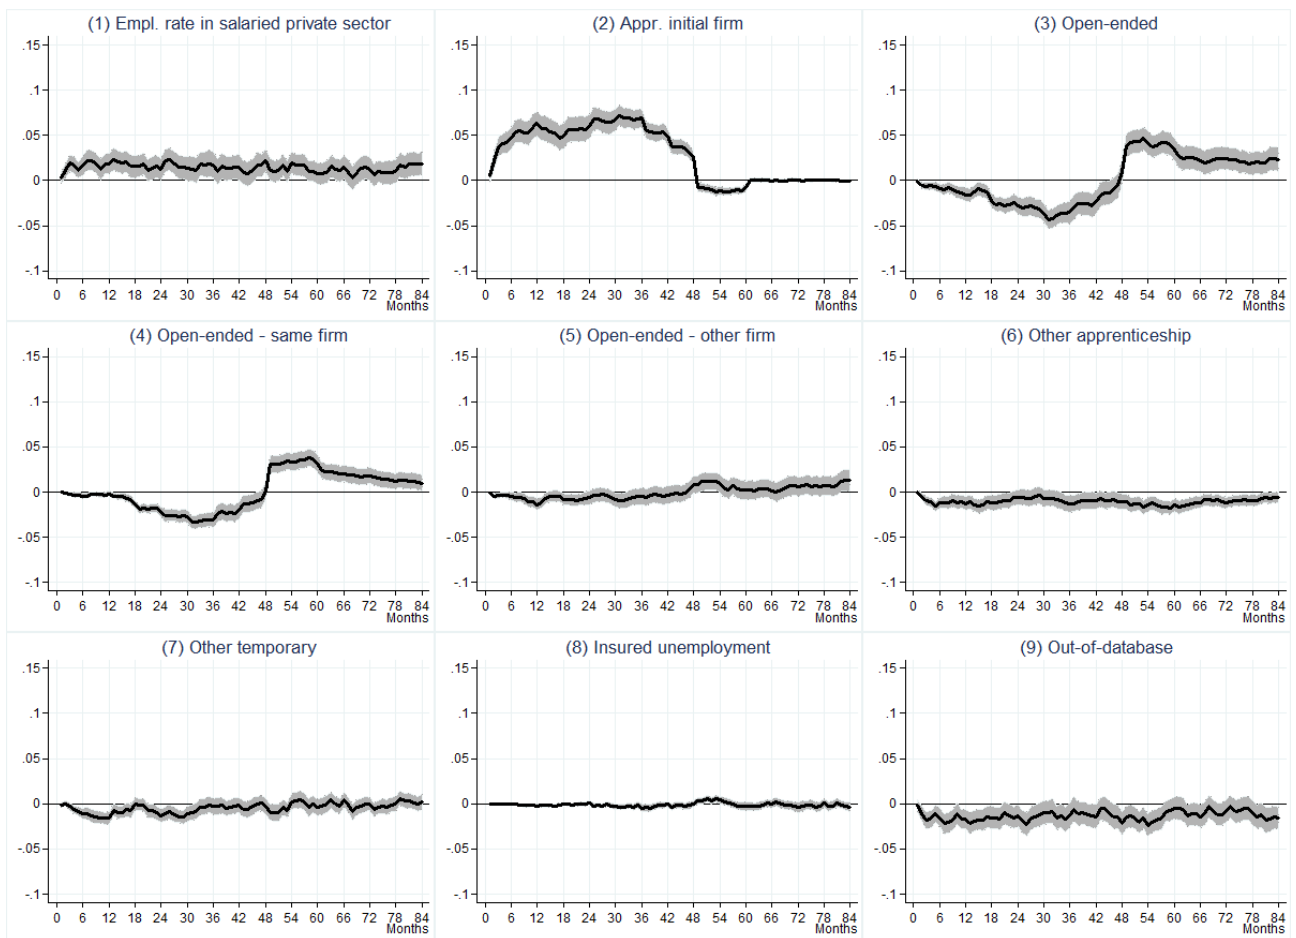 (1) Empl. rate in salaried private sector
.15
.1
.05
0
-.05
-.1
0 6 12 18 24 30 36 42 48 54 60 66 72 78 84
Months
(2) Appr. initial firm
.15
.1
.05
0
-.05
-.1
0 6 12 18 24 30 36 42 48 54 60 66 72 78 84
Months
(3) Open-ended
.15
.1
.05
0
-.05
-.1
0 6 12 18 24 30 36 42 48 54 60 66 72 78 84
Months
(4) Open-ended - same firm
.15
.1
.05
0
-.05
-.1
0 6 12 18 24 30 36 42 48 54 60 66 72 78 84
Months
(5) Open-ended - other firm
.15
.1
.05
0
-.05
-.1
0 6 12 18 24 30 36 42 48 54 60 66 72 78 84
Months
(6) Other apprenticeship
.15
.1
.05
0
-.05
-.1
0 6 12 18 24 30 36 42 48 54 60 66 72 78 84
Months
(7) Other temporary
.15
.1
.05
0
-.05
-.1
0 6 12 18 24 30 36 42 48 54 60 66 72 78 84
Months
(8) Insured unemployment
.15
.1
.05
0
-.05
-.1
0 6 12 18 24 30 36 42 48 54 60 66 72 78 84
Months
(9) Out-of-database
.15
.1
.05
0
-.05
-.1
0 6 12 18 24 30 36 42 48 54 60 66 72 78 84
Months